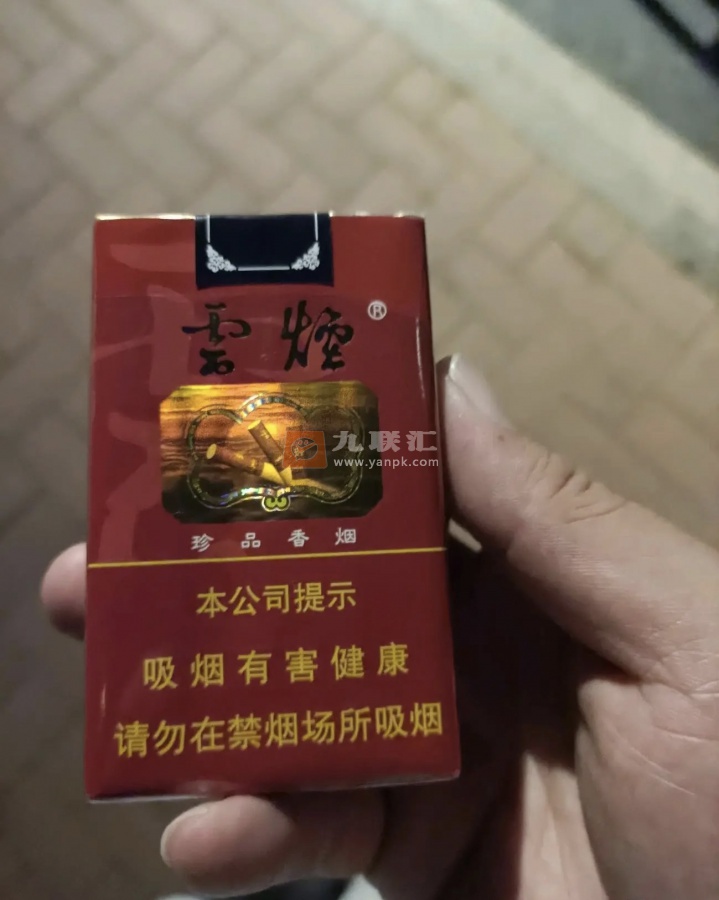 雲煙®
九联汇
www.yanpk.com
珍品香烟
本公司提示
吸烟有害健康
请勿在禁烟场所吸烟